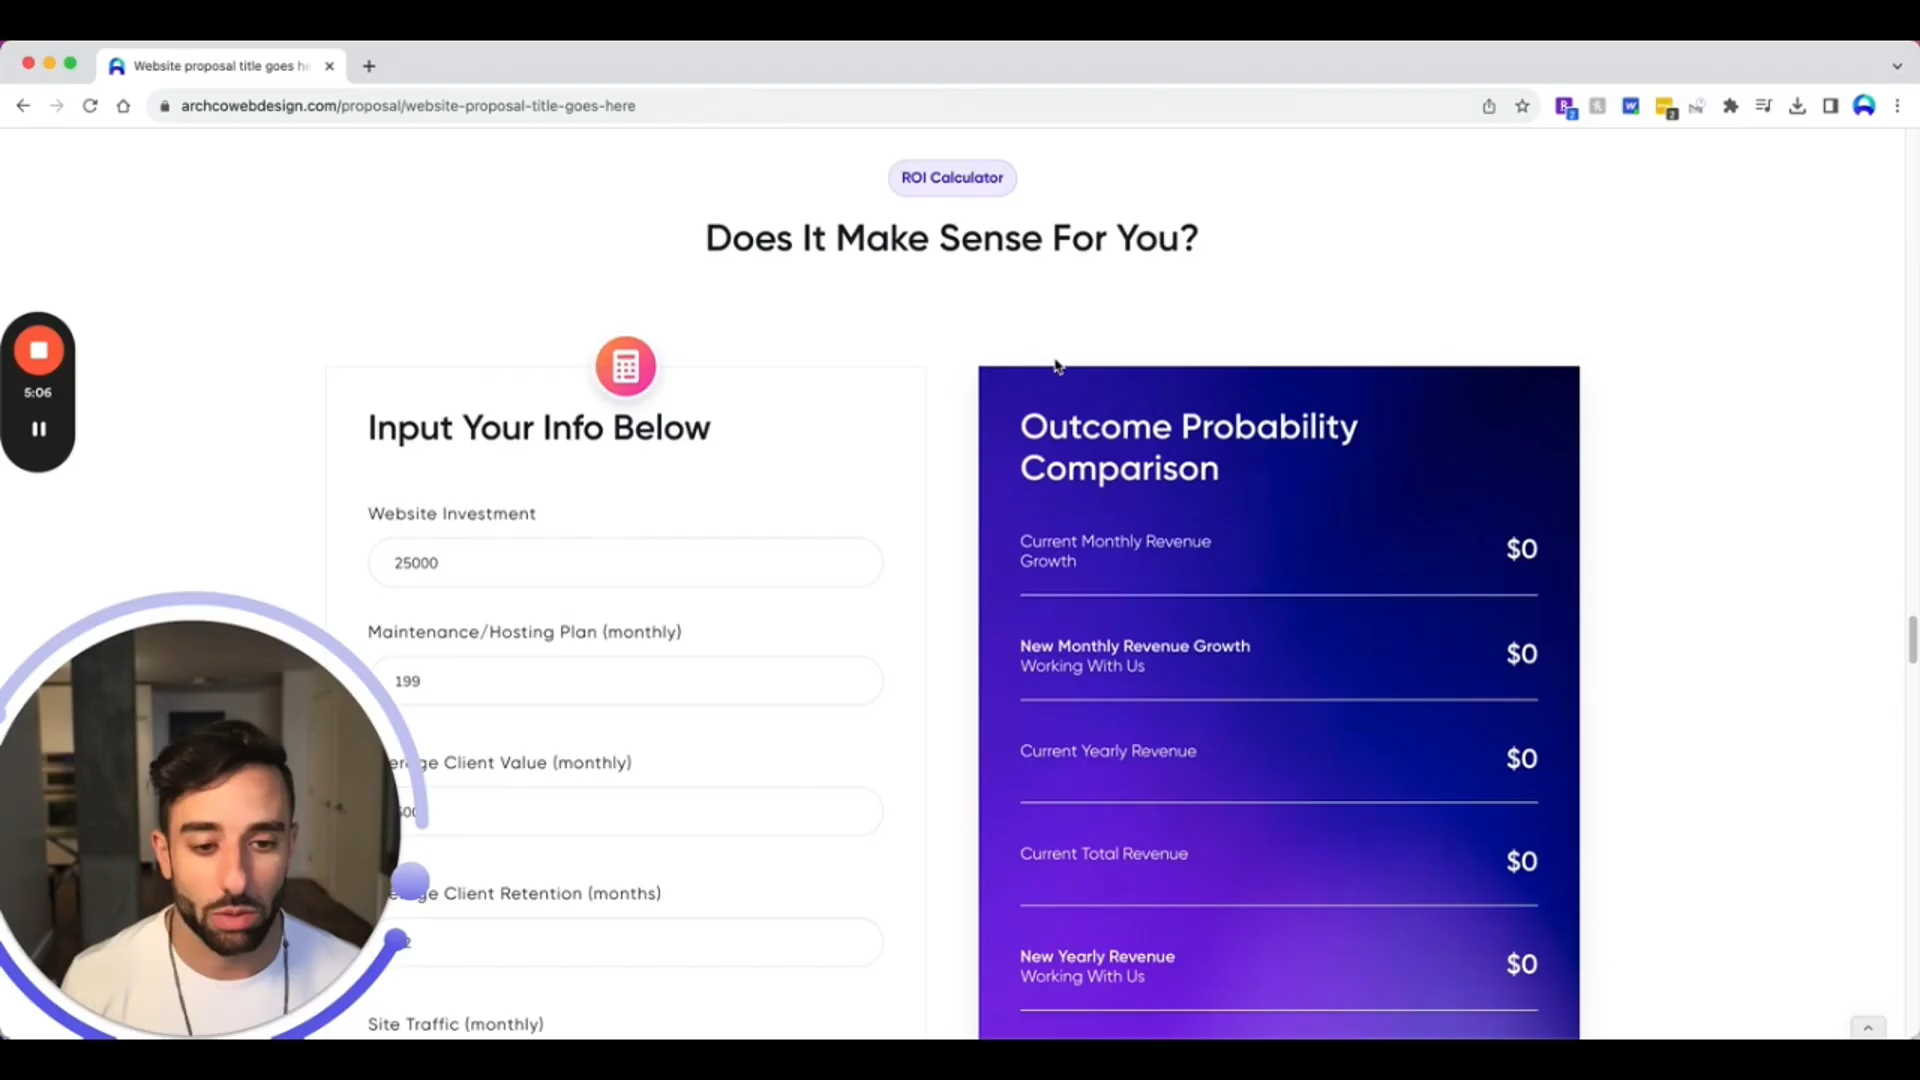 Website proposal title goes he
archcowebdesign.com/proposal/website-proposal-title-goes-here
ROI Calculator
Does It Make Sense For You?
5:06
Input Your Info Below
Website Investment
25000
Maintenance/Hosting Plan (monthly)
199
Client Value (monthly)
Client Retention (months)
Site Traffic (monthly)
Outcome Probability
Comparison
Current Monthly Revenue
Growth
$0
New Monthly Revenue Growth
Working With Us
$0
Current Yearly Revenue
$0
Current Total Revenue
$0
New Yearly Revenue
Working With Us
$0